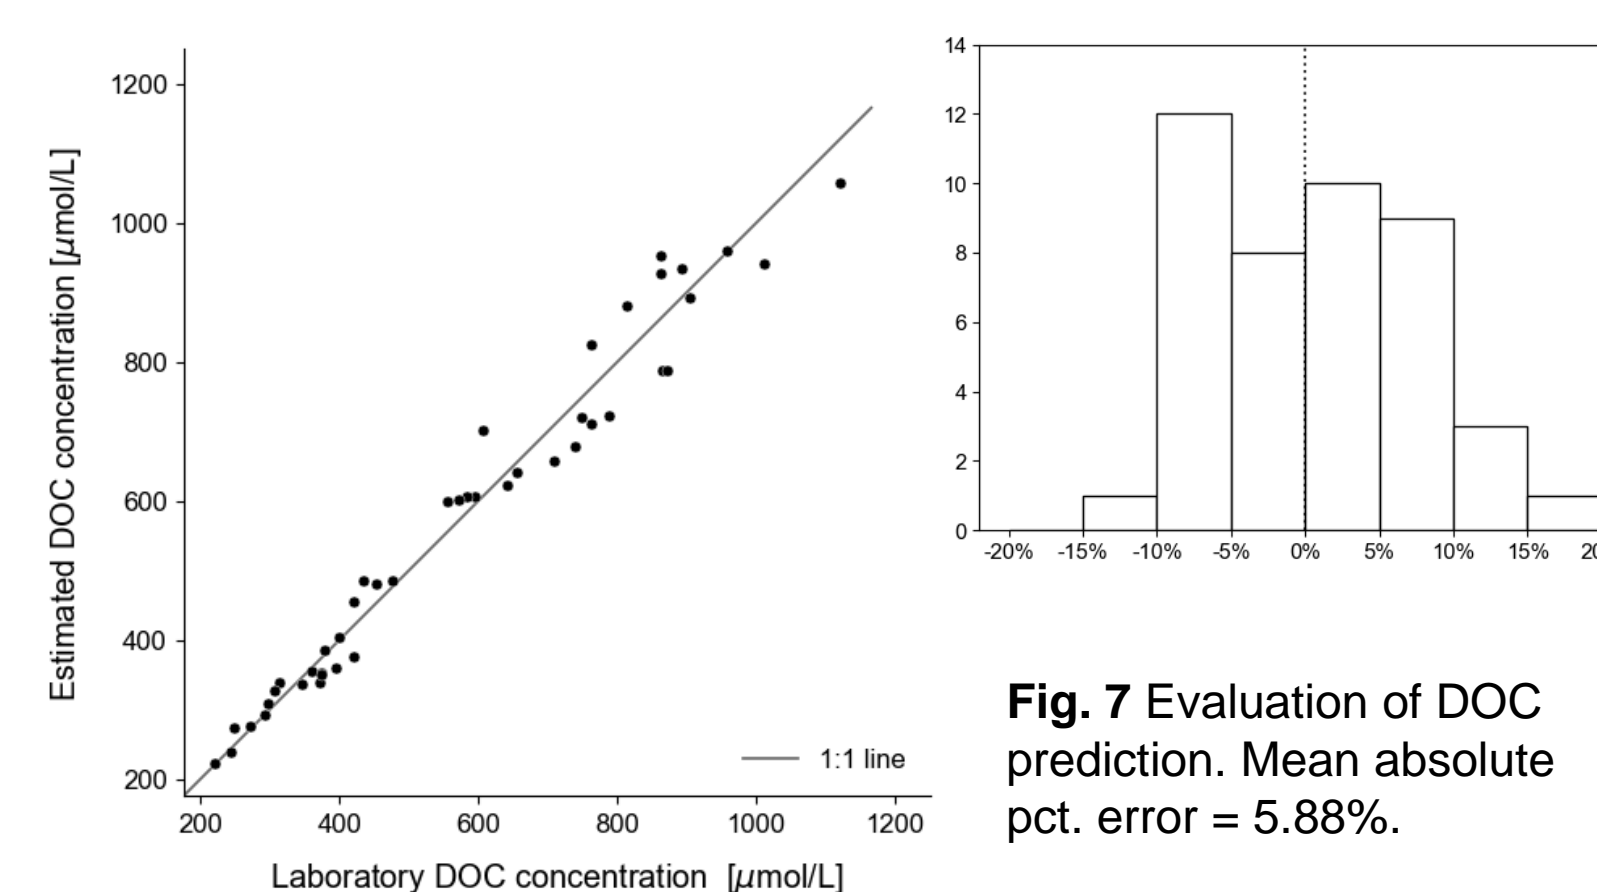 1200
1000
800
600
400
200
Estimated DOC concentration [µmol/L]
200 400 600 800 1000 1200
Laboratory DOC concentration [µmol/L]
1:1 line
14
12
10
8
6
4
2
0
-20% -15% -10% -5% 0% 5% 10% 15% 20
Fig. 7 Evaluation of DOC
prediction. Mean absolute
pct. error = 5.88%.